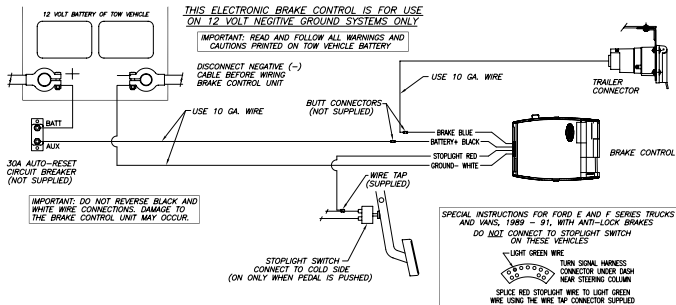 THIS ELECTRONIC BRAKE CONTROL IS FOR USE
ON 12 VOLT NEGITIVE GROUND SYSTEMS ONLY
12 VOLT BATTERY OF TOW VEHICLE
IMPORTANT: READ AND FOLLOW ALL WARNINGS AND
CAUTIONS PRINTED ON TOW VEHICLE BATTERY
DISCONNECT NEGATIVE (-)
CABLE BEFORE WIRING
BRAKE CONTROL UNIT
USE 10 GA. WIRE
TRAILER
CONNECTOR
BATT
AUX
USE 10 GA. WIRE
BUTT CONNECTORS
(NOT SUPPLIED)
BRAKE BLUE
BATTERY+ BLACK
STOPLIGHT RED
GROUND- WHITE
BRAKE CONTROL
30A AUTO-RESET
CIRCUIT BREAKER
(NOT SUPPLIED)
WIRE TAP
(SUPPLIED)
IMPORTANT: DO NOT REVERSE BLACK AND
WHITE WIRE CONNECTIONS. DAMAGE TO
THE BRAKE CONTROL UNIT MAY OCCUR.
STOPLIGHT SWITCH
CONNECT TO COLD SIDE
(ON ONLY WHEN PEDAL IS PUSHED)
SPECIAL INSTRUCTIONS FOR FORD E AND F SERIES TRUCKS
AND VANS, 1989 - 91, WITH ANTI-LOCK BRAKES
DO NOT CONNECT TO STOPLIGHT SWITCH
ON THESE VEHICLES
LIGHT GREEN WIRE
TURN SIGNAL HARNESS
CONNECTOR UNDER DASH
NEAR STEERING COLUMN
SPLICE RED STOPLIGHT WIRE TO LIGHT GREEN
WIRE USING THE WIRE TAP CONNECTOR SUPPLIED